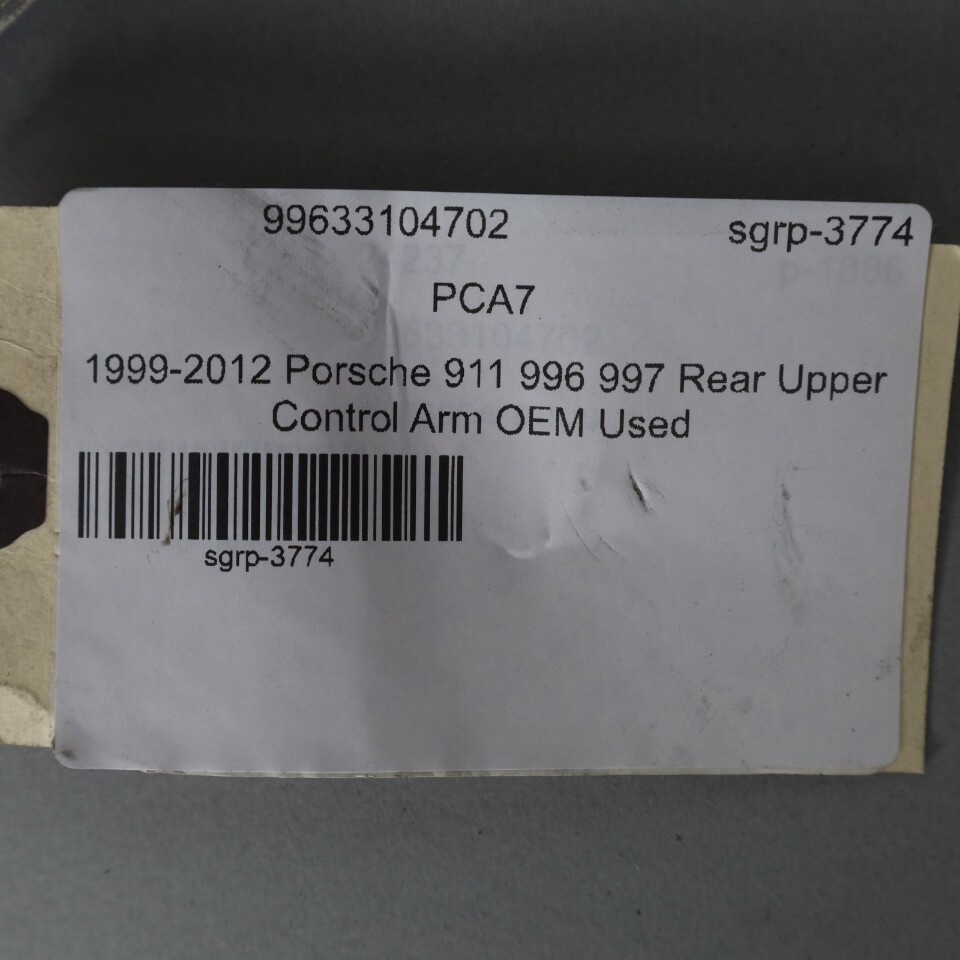 99633104702 sgrp-3774
PCA7
1999-2012 Porsche 911 996 997 Rear Upper
Control Arm OEM Used
sgrp-3774